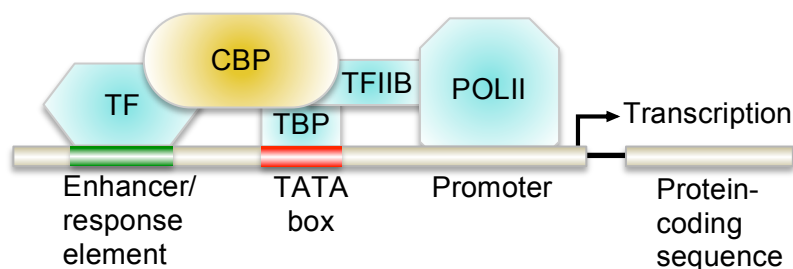 CBP
TF
TFIIB
POLII
TBP
Transcription
Enhancer/
response
element
TATA
box
Promoter
Protein-
coding
sequence